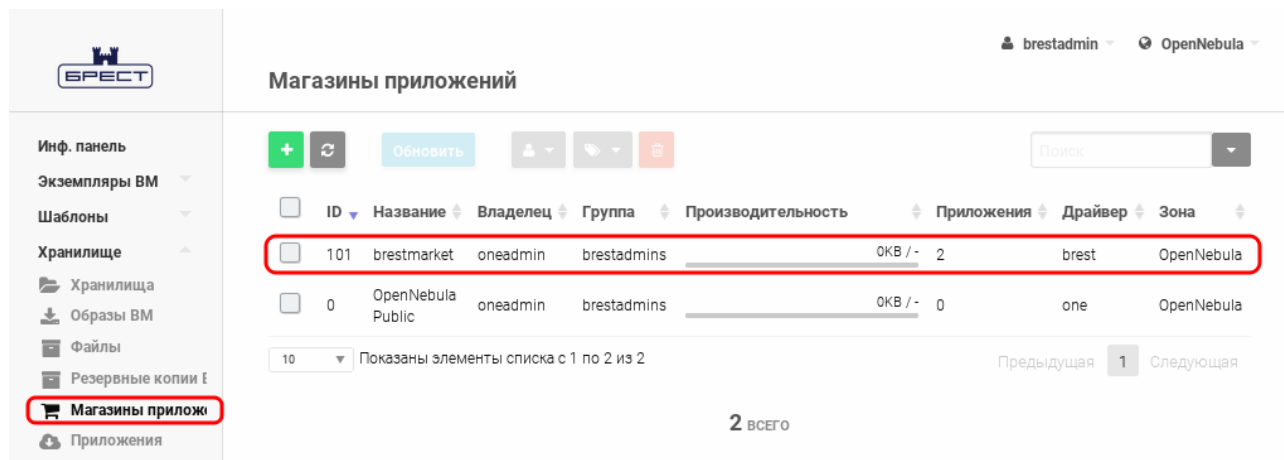 БРЕСТ
brestadmin OpenNebula
Магазины приложений
Инф. панель
Экземпляры ВМ
Шаблоны
Хранилище
Хранилища
Образы ВМ
Файлы
Резервные копии
Магазины прилож
Приложения
Обновить Поиск
ID Название Владелец Группа Производительность Приложения Драйвер Зона
101 brestmarket oneadmin brestadmins 0KB / - 2 brest OpenNebula
0 OpenNebula Public oneadmin brestadmins 0KB / - 0 one OpenNebula
10 Показаны элементы списка с 1 по 2 из 2 Предыдущая 1 Следующая
2 ВСЕГО